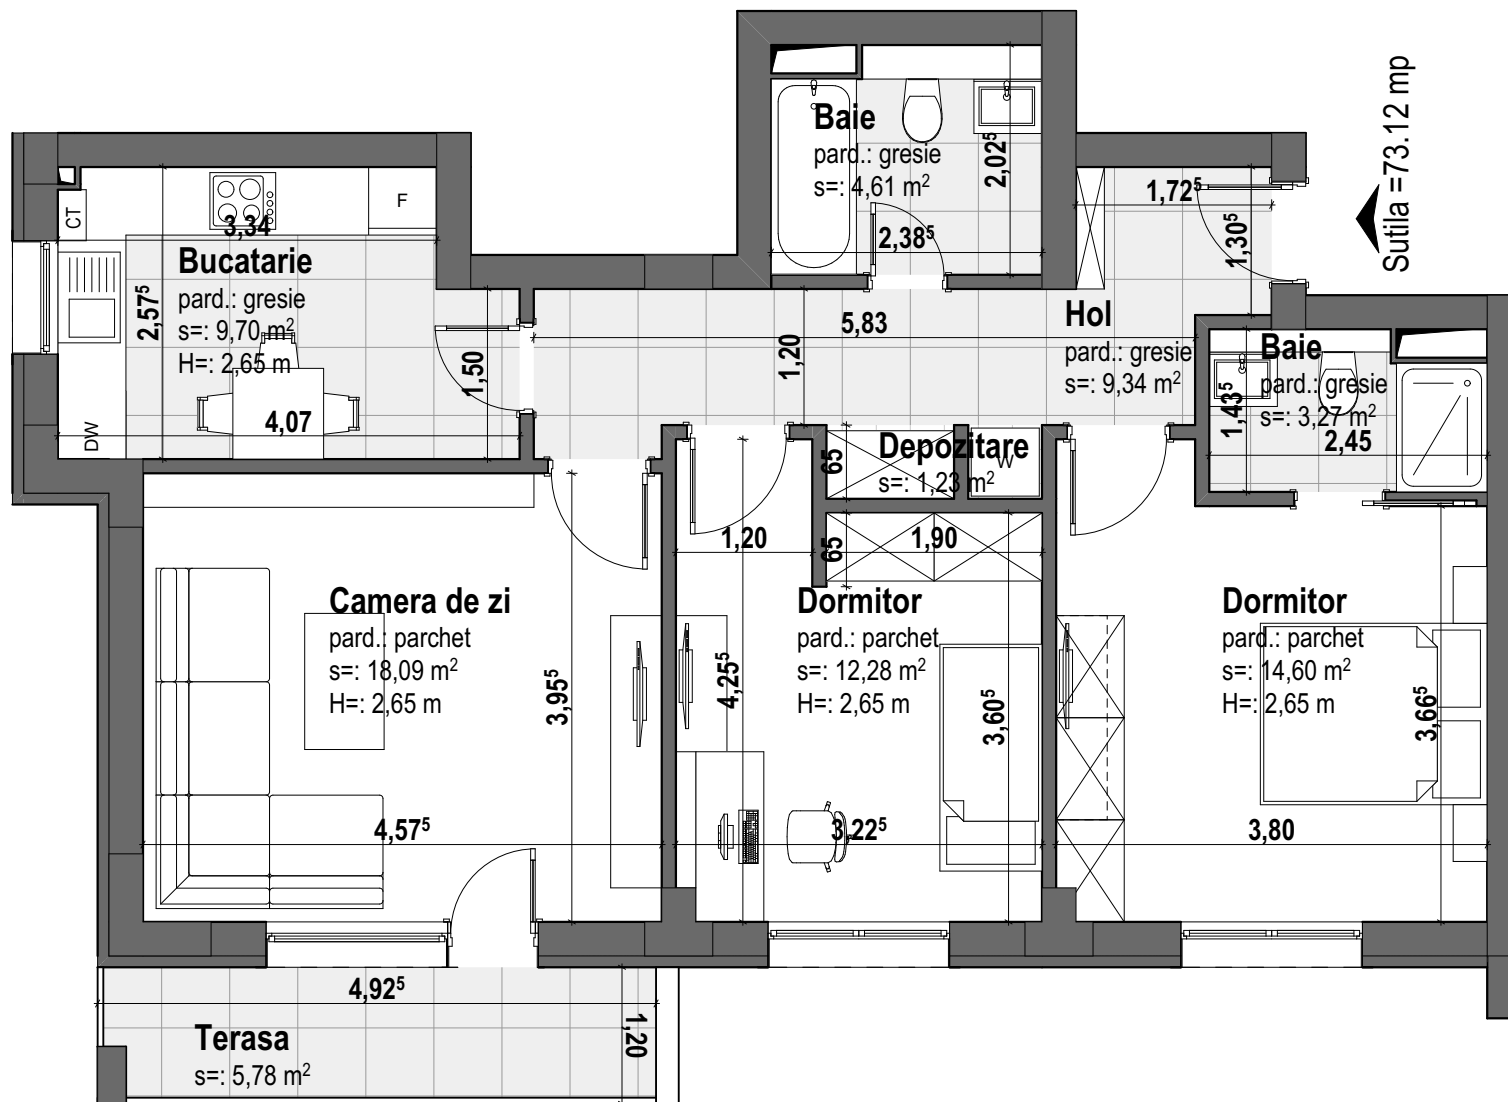 Baie
pard.: gresie
s=: 4,61 m²
2,02⁵
2,38⁵
1,72⁵
1,30⁵
Sutila =73.12 mp
CT
F
3,34
Bucatarie
pard.: gresie
s=: 9,70 m²
H=: 2,65 m
2,57⁵
1,50
4,07
DW
5,83
1,20
Hol
pard.: gresie
s=: 9,34 m²
Baie
pard.: gresie
s=: 3,27 m²
1,43⁵
2,45
Depozitare
s=: 1,23 m²
65
W
1,20
65
1,90
Camera de zi
pard.: parchet
s=: 18,09 m²
H=: 2,65 m
3,95⁵
4,57⁵
Dormitor
pard.: parchet
s=: 12,28 m²
H=: 2,65 m
4,25⁵
3,60⁵
3,22⁵
Dormitor
pard.: parchet
s=: 14,60 m²
H=: 2,65 m
3,66⁵
3,80
4,92⁵
1,20
Terasa
s=: 5,78 m²